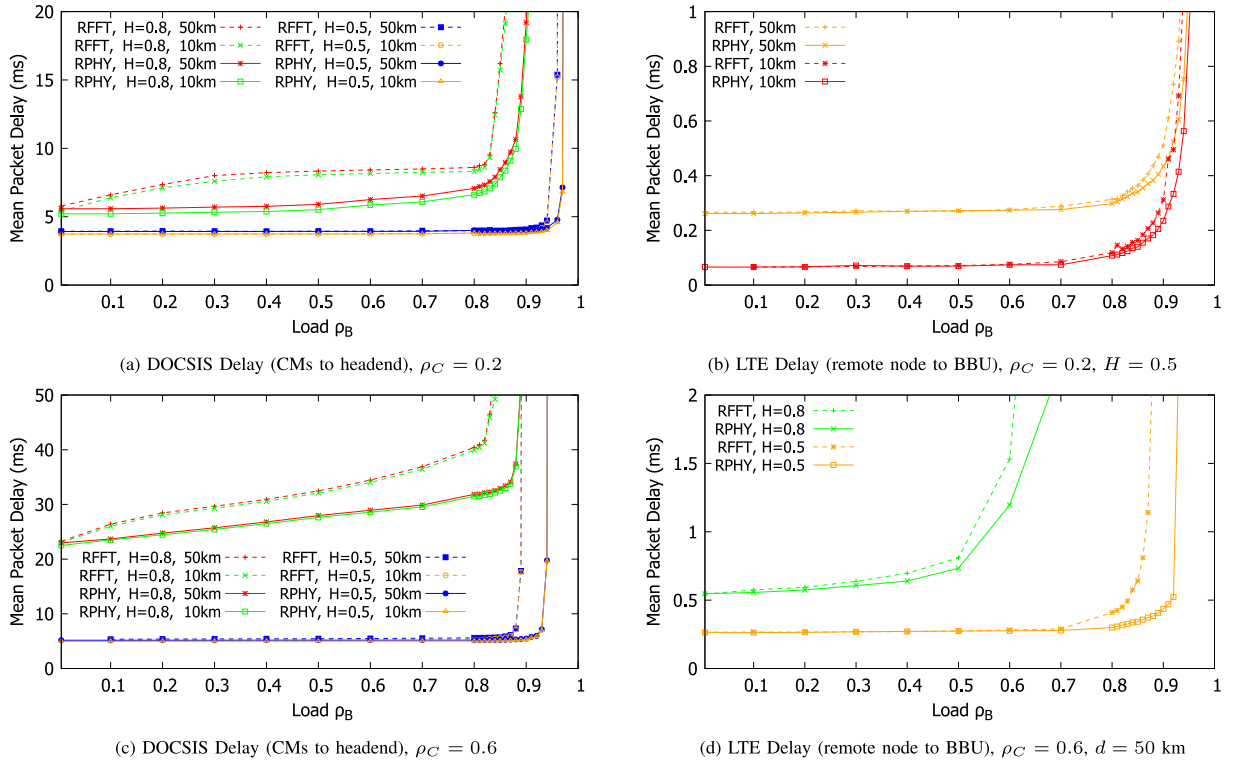 Mean Packet Delay (ms)
20
15
10
5
0
RFFT, H=0.8, 50km
RFFT, H=0.8, 10km
RPHY, H=0.8, 50km
RPHY, H=0.8, 10km
RFFT, H=0.5, 50km
RFFT, H=0.5, 10km
RPHY, H=0.5, 50km
RPHY, H=0.5, 10km
0.1 0.2 0.3 0.4 0.5 0.6 0.7 0.8 0.9 1
Load ρB
(a) DOCSIS Delay (CMs to headend), ρC = 0.2
Mean Packet Delay (ms)
1
0.8
0.6
0.4
0.2
0
RFFT, 50km
RPHY, 50km
RFFT, 10km
RPHY, 10km
0.1 0.2 0.3 0.4 0.5 0.6 0.7 0.8 0.9 1
Load ρB
(b) LTE Delay (remote node to BBU), ρC = 0.2, H = 0.5
Mean Packet Delay (ms)
50
40
30
20
10
0
RFFT, H=0.8, 50km
RFFT, H=0.8, 10km
RPHY, H=0.8, 50km
RPHY, H=0.8, 10km
RFFT, H=0.5, 50km
RFFT, H=0.5, 10km
RPHY, H=0.5, 50km
RPHY, H=0.5, 10km
0.1 0.2 0.3 0.4 0.5 0.6 0.7 0.8 0.9 1
Load ρB
(c) DOCSIS Delay (CMs to headend), ρC = 0.6
Mean Packet Delay (ms)
2
1.5
1
0.5
0
RFFT, H=0.8
RPHY, H=0.8
RFFT, H=0.5
RPHY, H=0.5
0.1 0.2 0.3 0.4 0.5 0.6 0.7 0.8 0.9 1
Load ρB
(d) LTE Delay (remote node to BBU), ρC = 0.6, d = 50 km